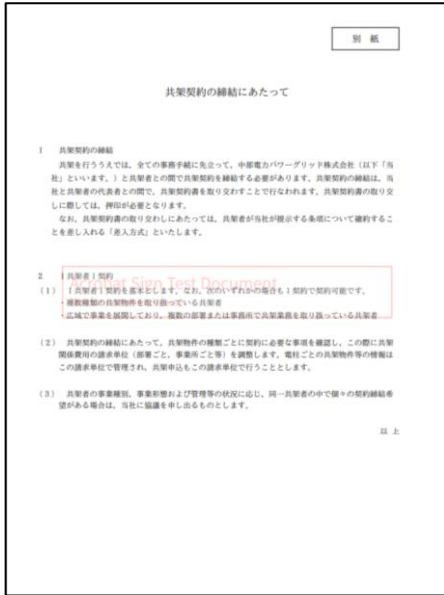 別 紙
共架契約の締結にあたって
1 共架契約の締結
共架を行ううえでは、全ての事務手続に先立って、中部電力パワーグリッド株式会社（以下「当
社」といいます。）と共架者との間で共架契約を締結する必要があります。共架契約の締結は、当
社と共架者の代表者との間で、共架契約書を取り交わすことで行なわれます。共架契約書の取り交
しに際しては、押印が必要となります。
なお、共架契約書の取り交わしにあたっては、共架者が当社が提示する条項について確約するこ
とを差し入れる「差入方式」といたします。
2 1共架者1契約
Acrobat Sign Test Document
(1) 1共架者1契約を基本とします。なお、次のいずれかの場合も1契約で契約可能です。
・複数種類の共架物件を取り扱っている共架者
・広域で事業を展開しており、複数の部署または事務所で共架業務を取り扱っている共架者
(2) 共架契約の締結にあたって、共架物件の種類ごとに契約に必要な事項を確認し、この際に共架
関係費用の請求単位（部署ごと、事業所ごと等）を調整します。電柱ごとの共架物件等の情報は
この請求単位で管理され、共架申込もこの請求単位で行うこととします。
(3) 共架者の事業種別、事業形態および管理等の状況に応じ、同一共架者の中で個々の契約締結希
望がある場合は、当社に協議を申し出るものとします。
以 上